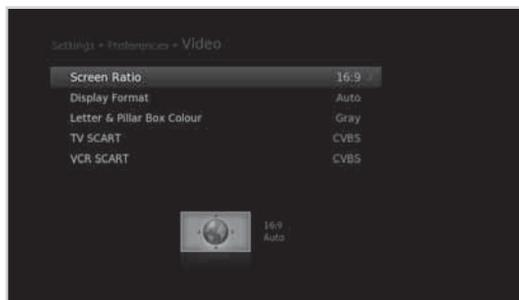 Settings • Preferences • Video
Screen Ratio 16:9
Display Format Auto
Letter & Pillar Box Colour Gray
TV SCART CVBS
VCR SCART CVBS
16:9
Auto